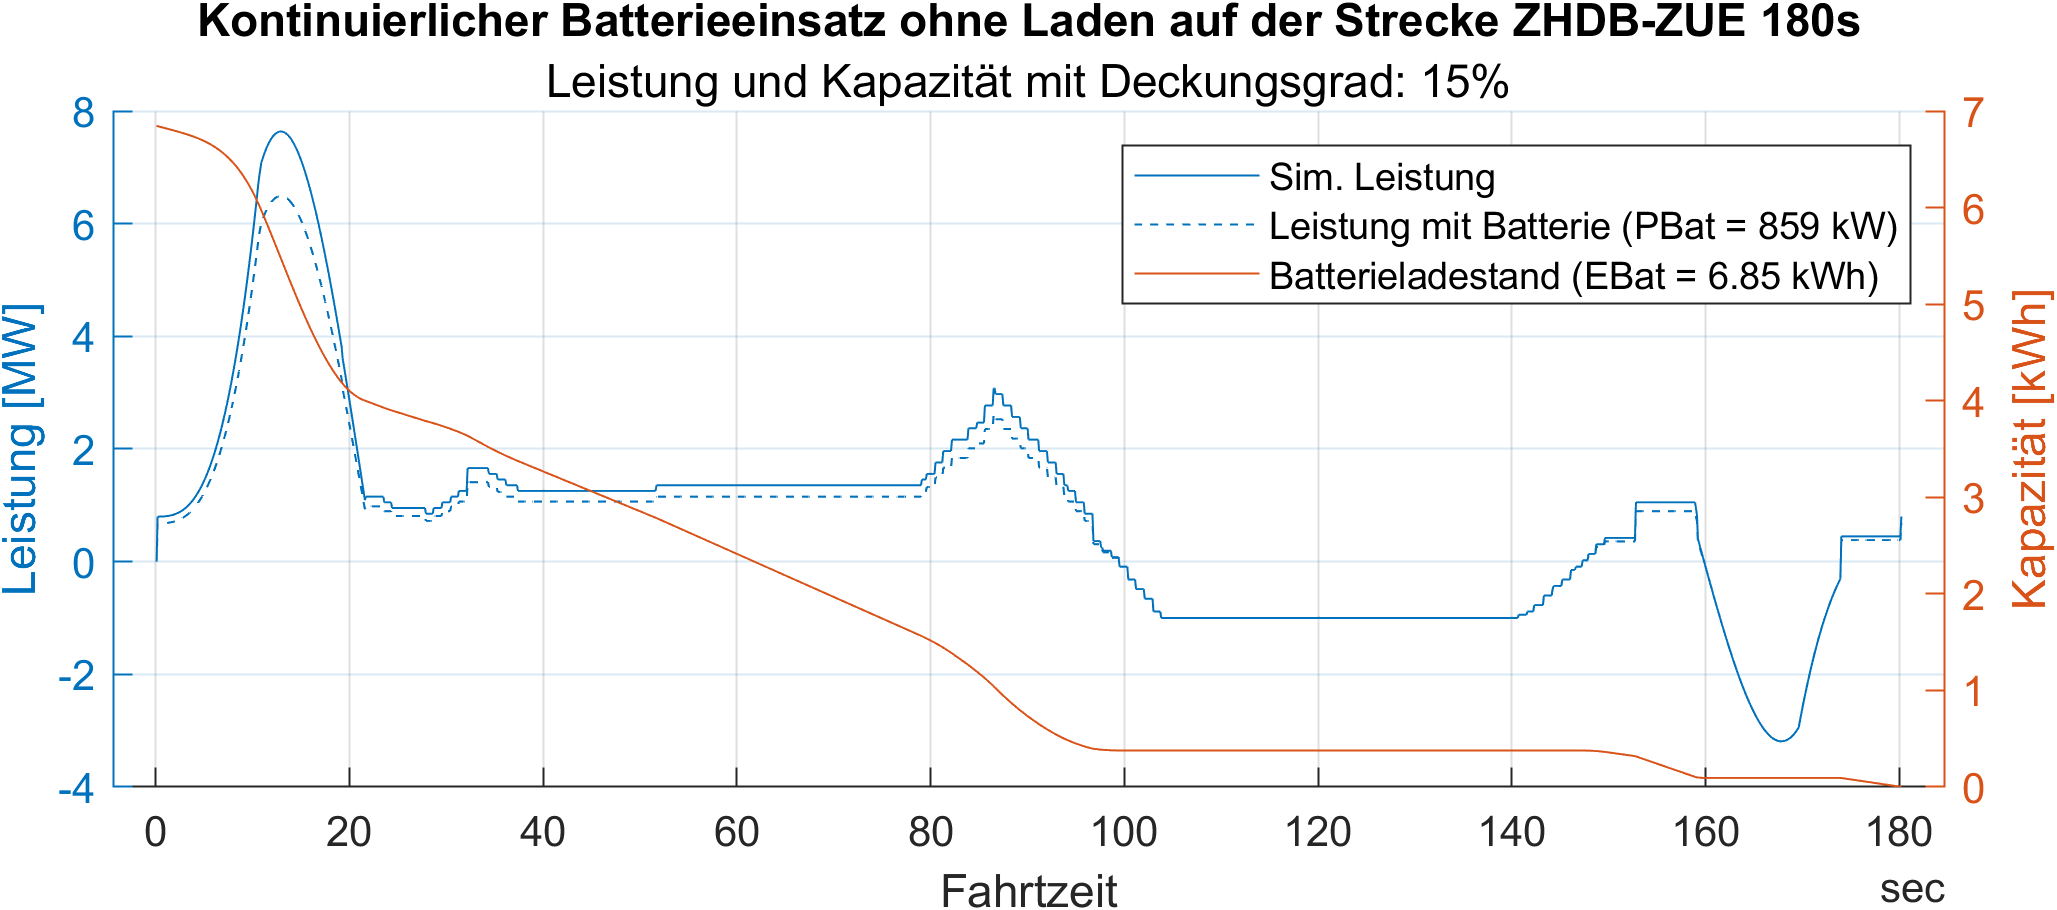 Kontinuierlicher Batterieeinsatz ohne Laden auf der Strecke ZHDB-ZUE 180s
Leistung und Kapazität mit Deckungsgrad: 15%
8
6
4
2
0
-2
-4
Leistung [MW]
Sim. Leistung
Leistung mit Batterie (PBat = 859 kW)
Batterieladestand (EBat = 6.85 kWh)
7
6
5
4
3
2
1
0
Kapazität [kWh]
0 20 40 60 80 100 120 140 160 180
Fahrtzeit
sec